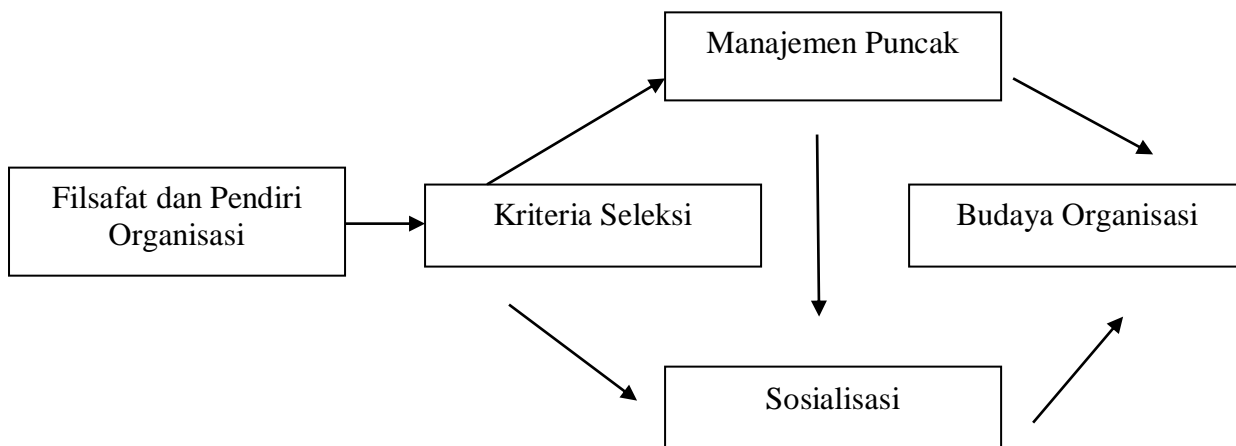 Manajemen Puncak
Filsafat dan Pendiri
Organisasi
Kriteria Seleksi
Budaya Organisasi
Sosialisasi